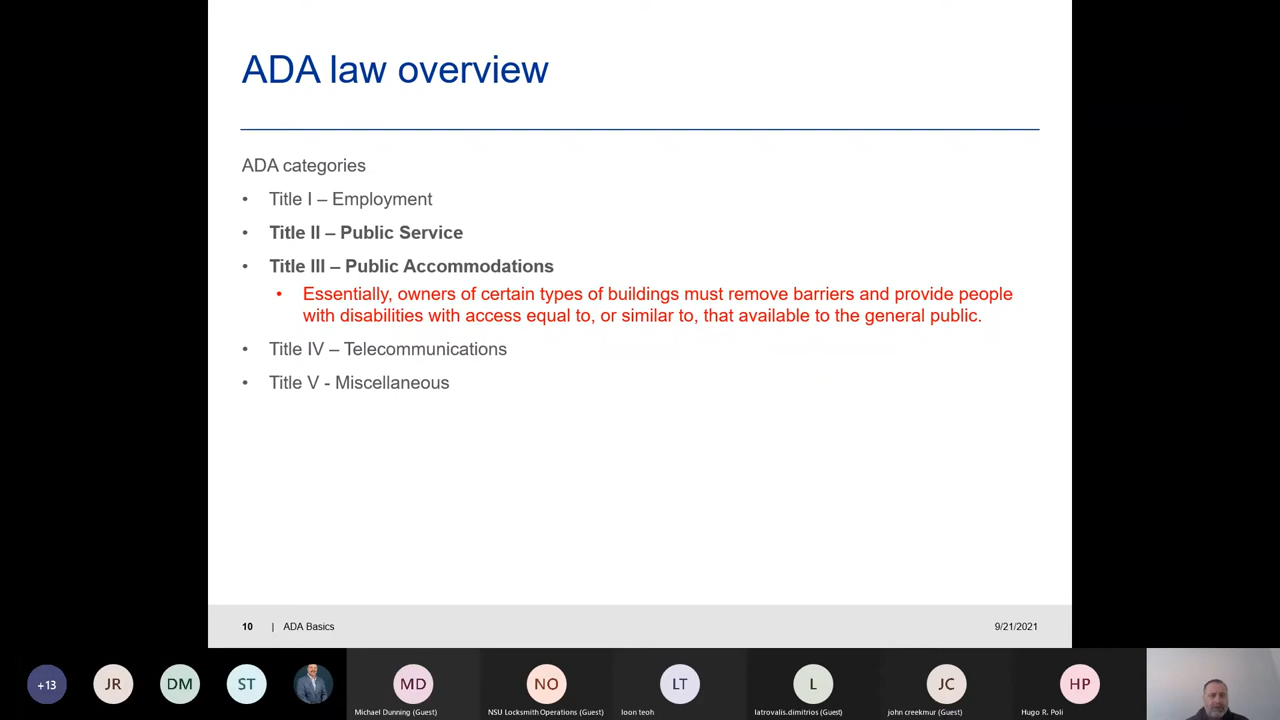 ADA law overview
ADA categories
• Title I – Employment
• Title II – Public Service
• Title III – Public Accommodations
• Essentially, owners of certain types of buildings must remove barriers and provide people
with disabilities with access equal to, or similar to, that available to the general public.
• Title IV – Telecommunications
• Title V - Miscellaneous
10 | ADA Basics 9/21/2021
+13 JR DM ST MD NO LT L JC HP
Michael Dunning (Guest) NSU Locksmith Operations (Guest) loon teoh latrovalis.dimitrios (Guest) john creekmur (Guest) Hugo R. Poli